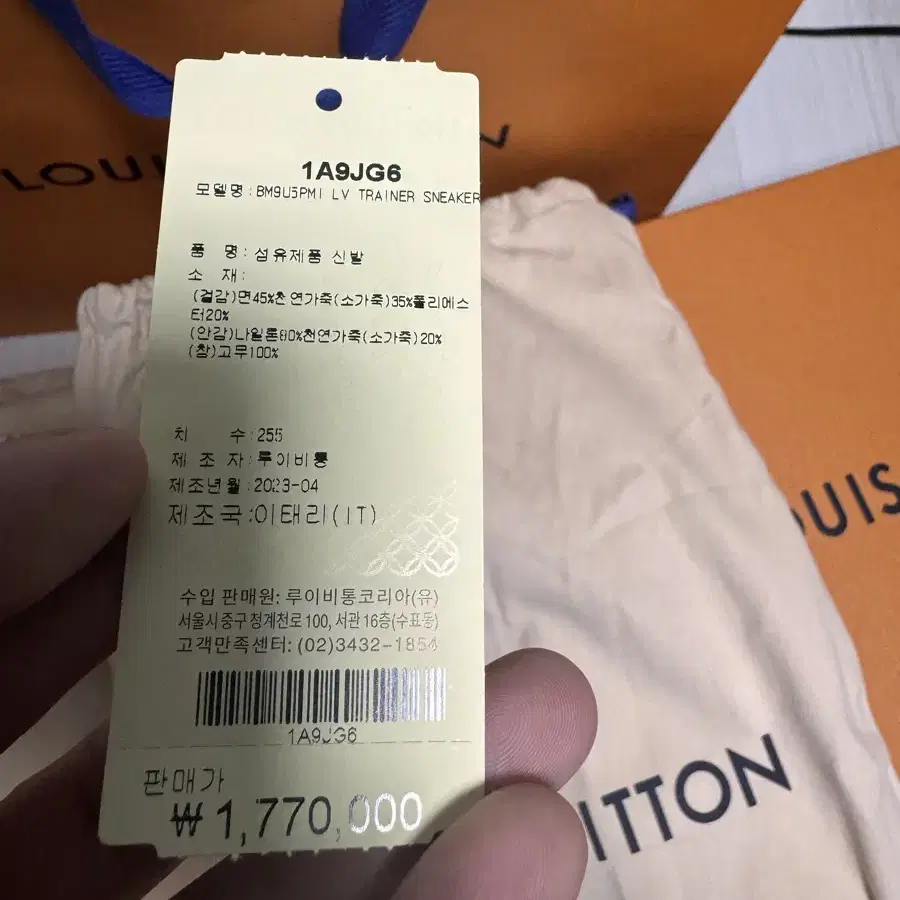 LOUIS
1A9JG6
모델명:BM9U5PMI LV TRAINER SNEAKER
품 명: 섬유제품 신발
소 재:
(겉감)면45%천연가죽(소가죽)35%폴리에스
터20%
(안감)나일론80%천연가죽(소가죽)20%
(창)고무100%
치 수:255
제 조 자:루이비통
제조년월:2023-04
제조국:이태리(IT)
수입 판매원: 루이비통코리아(유)
서울시 중구 청계천로 100, 서관 16층(수표동)
고객만족센터: (02)3432-1854
1A9JG6
판매가
₩1,770,000
OUIS
ITTON